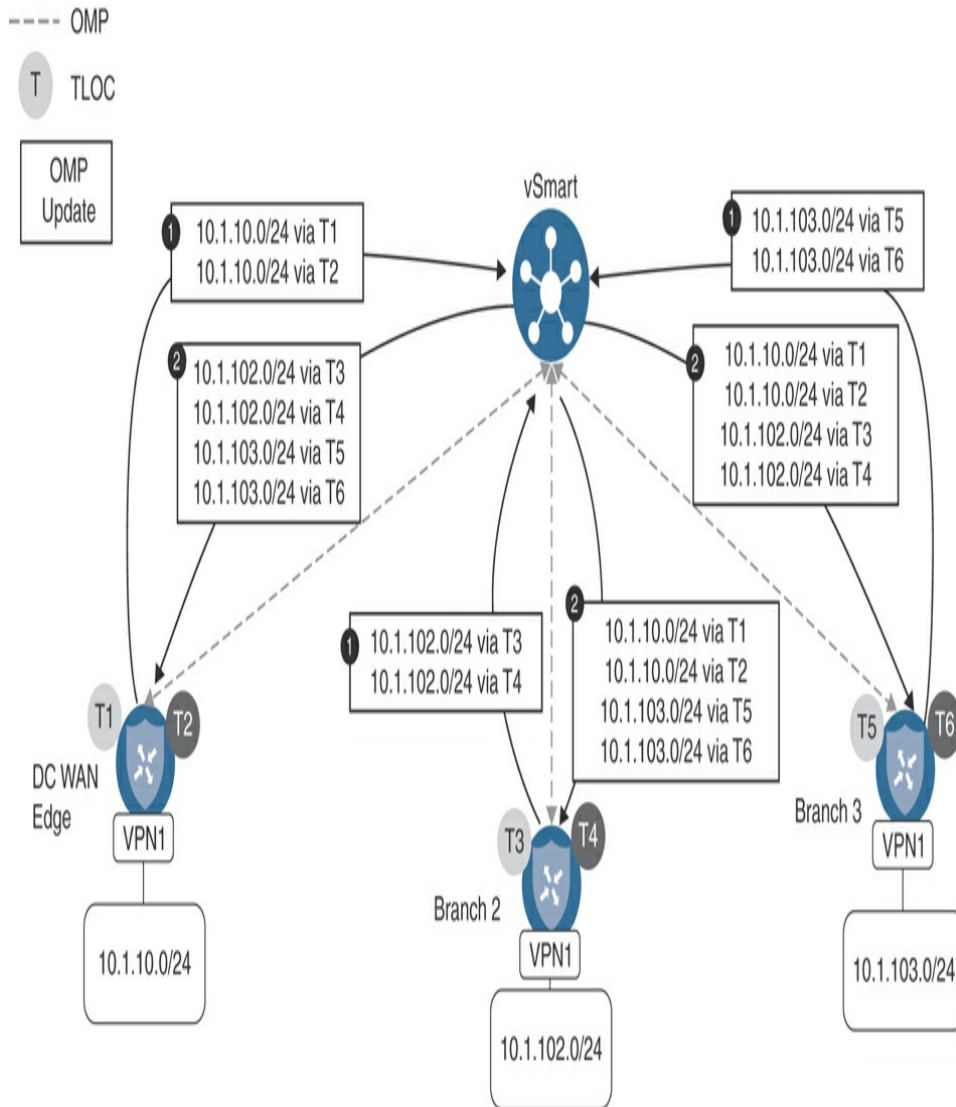 OMP
T
TLOC
OMP
Update
vSmart
1
10.1.10.0/24 via T1
10.1.10.0/24 via T2
1
10.1.103.0/24 via T5
10.1.103.0/24 via T6
2
10.1.102.0/24 via T3
10.1.102.0/24 via T4
10.1.103.0/24 via T5
10.1.103.0/24 via T6
2
10.1.10.0/24 via T1
10.1.10.0/24 via T2
10.1.102.0/24 via T3
10.1.102.0/24 via T4
1
10.1.102.0/24 via T3
10.1.102.0/24 via T4
2
10.1.10.0/24 via T1
10.1.10.0/24 via T2
10.1.103.0/24 via T5
10.1.103.0/24 via T6
T1
T2
DC WAN
Edge
VPN1
10.1.10.0/24
T3
T4
Branch 2
VPN1
10.1.102.0/24
T5
T6
Branch 3
VPN1
10.1.103.0/24